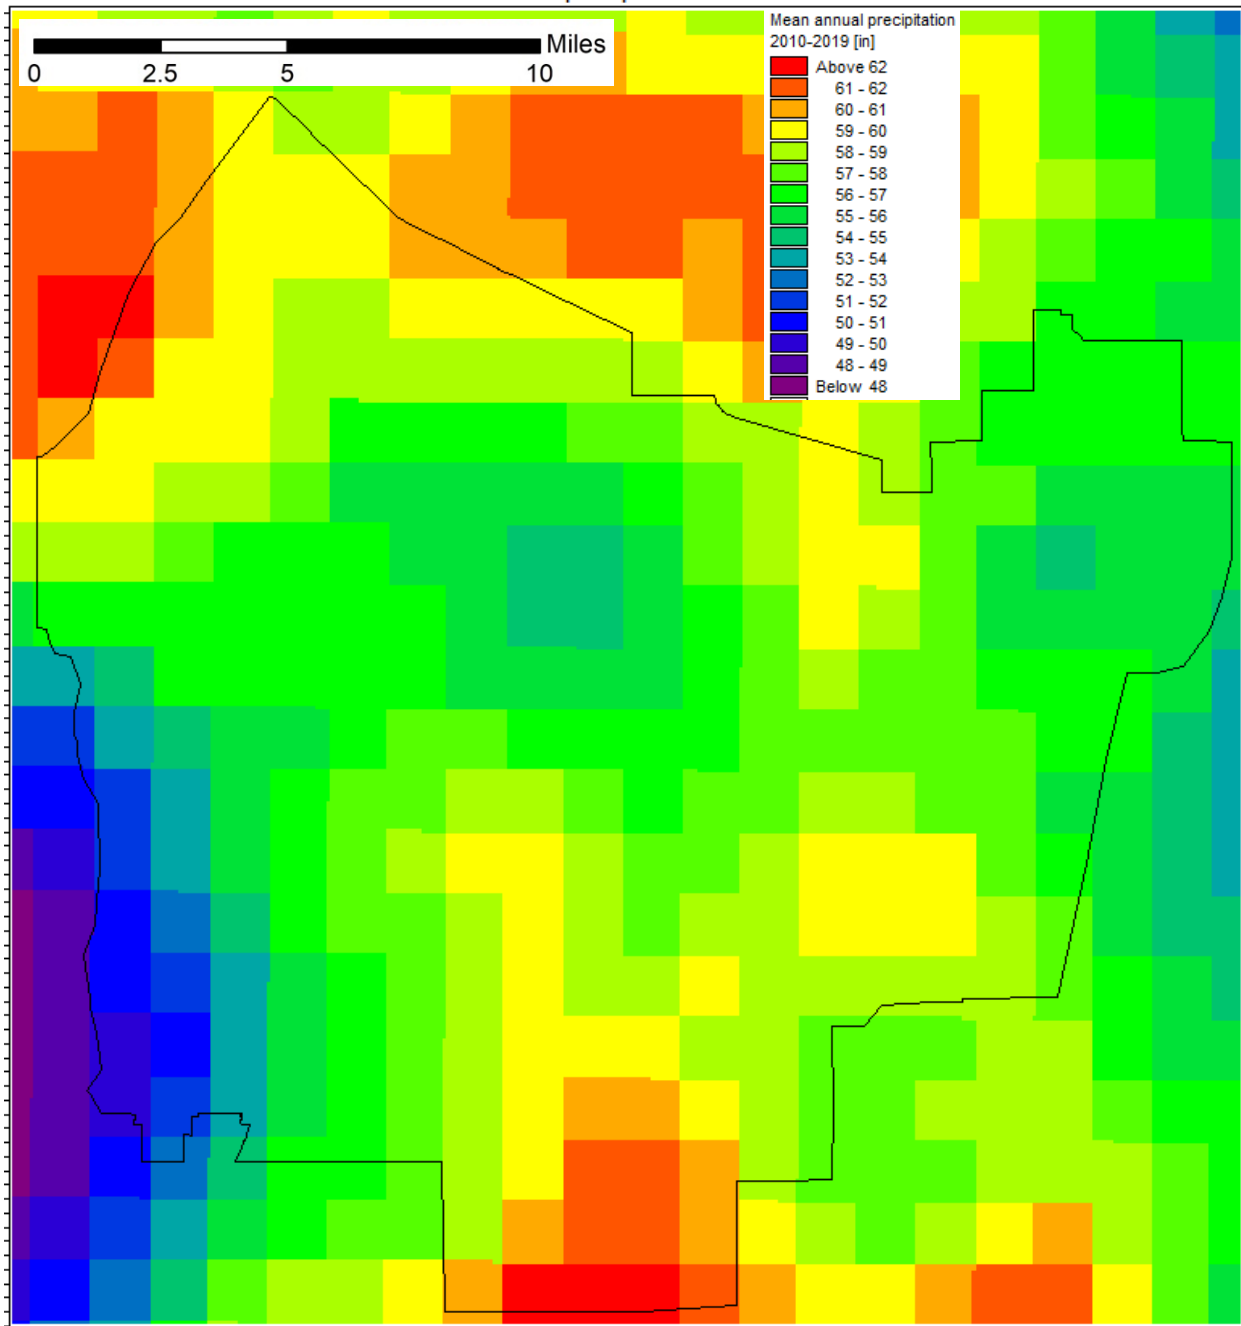 Miles
0 2.5 5 10
Mean annual precipitation
2010-2019 [in]
Above 62
61 - 62
60 - 61
59 - 60
58 - 59
57 - 58
56 - 57
55 - 56
54 - 55
53 - 54
52 - 53
51 - 52
50 - 51
49 - 50
48 - 49
Below 48